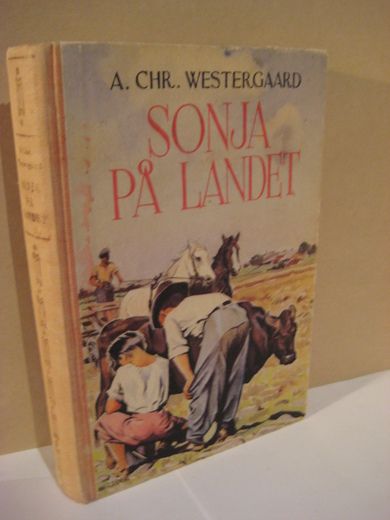 A. CHR. WESTERGAARD
SONJA
PÅ LANDET